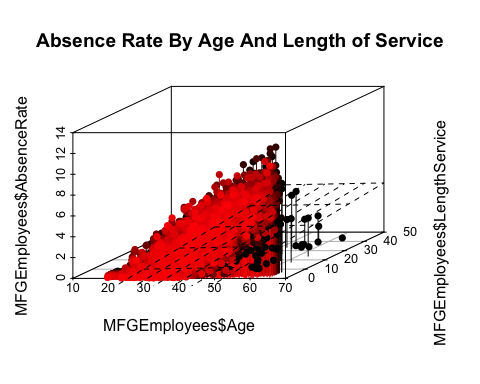 Absence Rate By Age And Length of Service
MFGEmployees$AbsenceRate
14
12
10
8
6
4
2
0
10 20 30 40 50 60 70
MFGEmployees$Age
0 10 20 30 40 50
MFGEmployees$LengthService